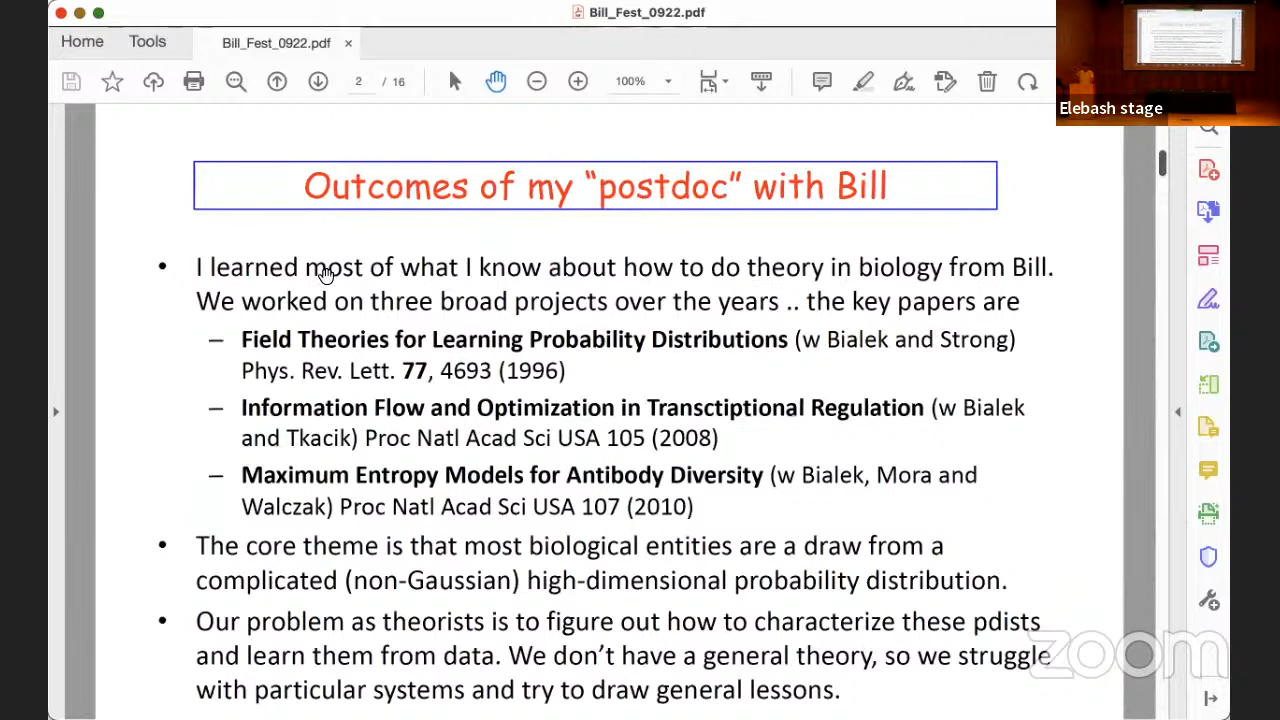 Bill_Fest_0922.pdf
Home
Tools
Bill_Fest_0922.pdf
2 / 16
100%
Elebash stage
Outcomes of my “postdoc” with Bill
• I learned most of what I know about how to do theory in biology from Bill.
We worked on three broad projects over the years .. the key papers are
– Field Theories for Learning Probability Distributions (w Bialek and Strong)
Phys. Rev. Lett. 77, 4693 (1996)
– Information Flow and Optimization in Transctiptional Regulation (w Bialek
and Tkacik) Proc Natl Acad Sci USA 105 (2008)
– Maximum Entropy Models for Antibody Diversity (w Bialek, Mora and
Walczak) Proc Natl Acad Sci USA 107 (2010)
• The core theme is that most biological entities are a draw from a
complicated (non-Gaussian) high-dimensional probability distribution.
• Our problem as theorists is to figure out how to characterize these pdists
and learn them from data. We don’t have a general theory, so we struggle
with particular systems and try to draw general lessons.
zoom